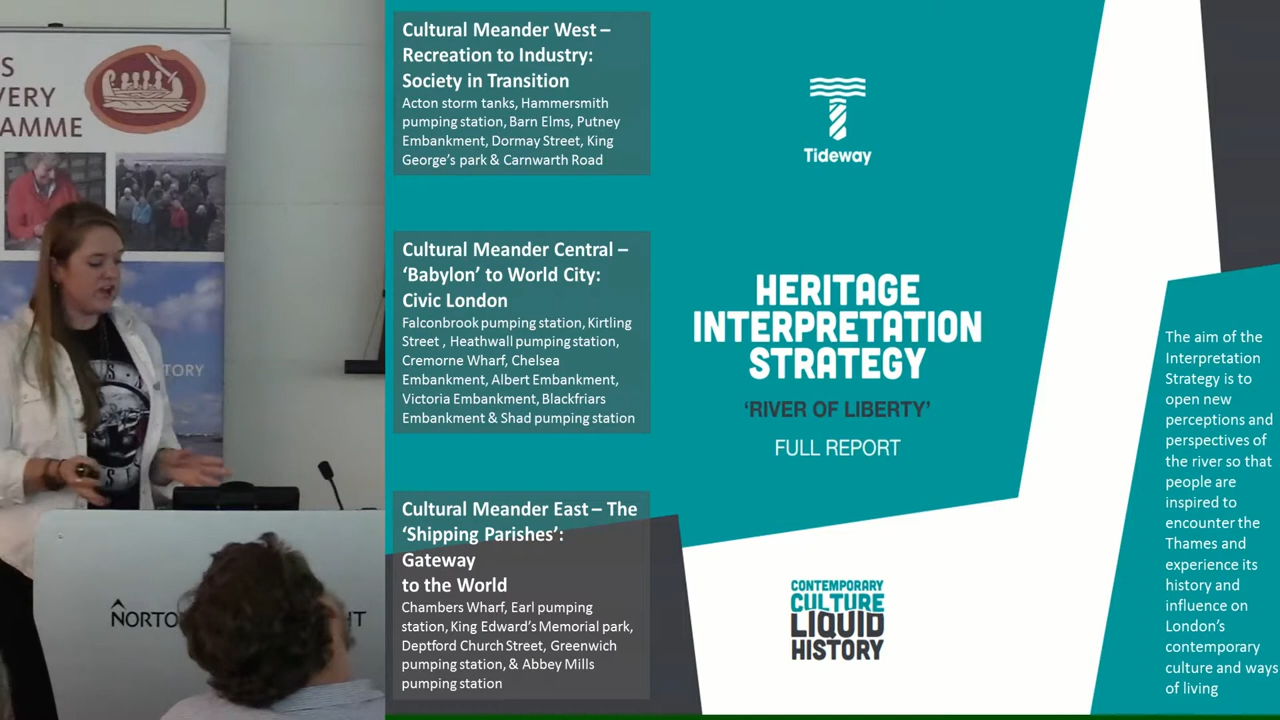 S
VERY
AMME
TORY
NORTO
HT
Cultural Meander West –
Recreation to Industry:
Society in Transition
Acton storm tanks, Hammersmith
pumping station, Barn Elms, Putney
Embankment, Dormay Street, King
George's park & Carnwarth Road
Cultural Meander Central –
'Babylon' to World City:
Civic London
Falconbrook pumping station, Kirtling
Street , Heathwall pumping station,
Cremorne Wharf, Chelsea
Embankment, Albert Embankment,
Victoria Embankment, Blackfriars
Embankment & Shad pumping station
Cultural Meander East – The
'Shipping Parishes':
Gateway
to the World
Chambers Wharf, Earl pumping
station, King Edward's Memorial park,
Deptford Church Street, Greenwich
pumping station, & Abbey Mills
pumping station
Tideway
HERITAGE
INTERPRETATION
STRATEGY
'RIVER OF LIBERTY'
FULL REPORT
CONTEMPORARY
CULTURE
LIQUID
HISTORY
The aim of the
Interpretation
Strategy is to
open new
perceptions and
perspectives of
the river so that
people are
inspired to
encounter the
Thames and
experience its
history and
influence on
London's
contemporary
culture and ways
of living